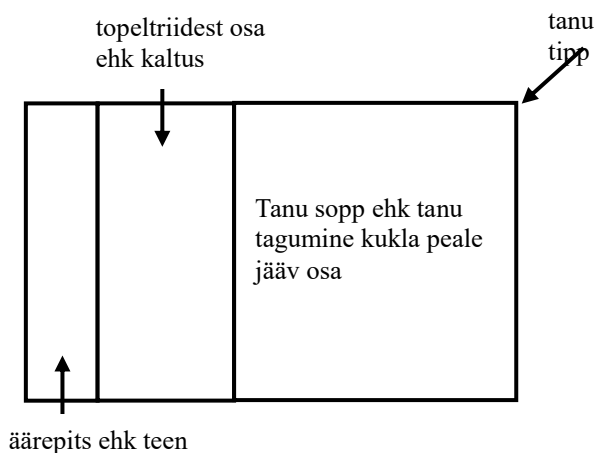 topeltriidest osa
ehk kaltus
tanu
tipp
Tanu sopp ehk tanu
tagumine kukla peale
jääv osa
äärepits ehk teen